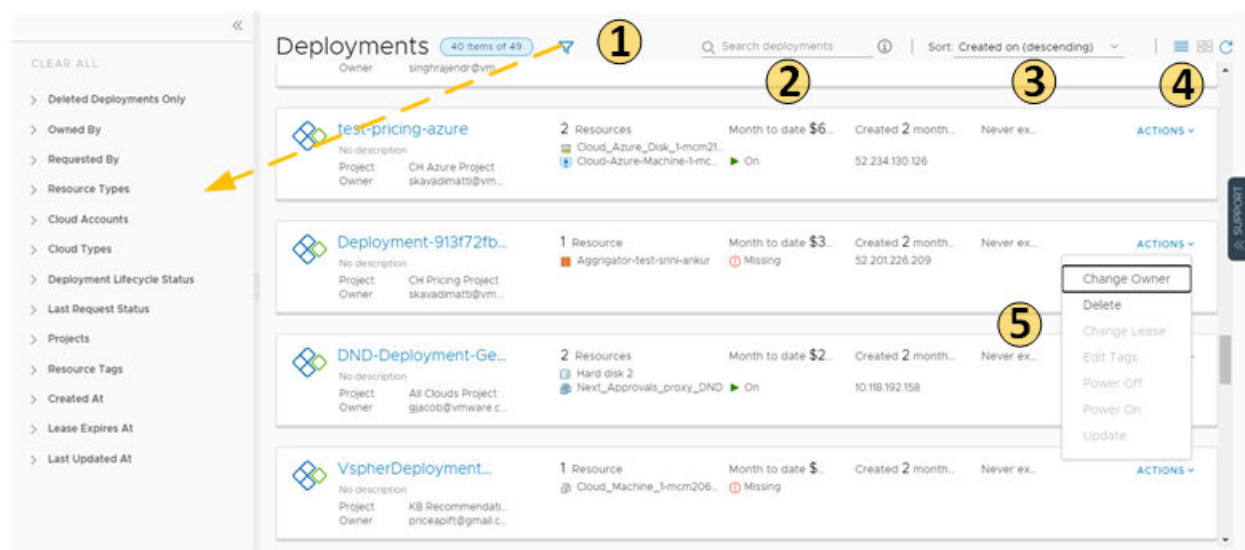 «
CLEAR ALL
> Deleted Deployments Only
> Owned By
> Requested By
> Resource Types
> Cloud Accounts
> Cloud Types
> Deployment Lifecycle Status
> Last Request Status
> Projects
> Resource Tags
> Created At
> Lease Expires At
> Last Updated At
Deployments 40 Items of 49 1 Search deployments Sort: Created on (descending)
2 3 4
Owner singhrajendr@vm...
test-pricing-azure 2 Resources Month to date $6... Created 2 month... Never ex... ACTIONS
No description Cloud_Azure_Disk_1-mcm21...
Cloud-Azure-Machine-1-mc... On 52.234.130.126
Project CH Azure Project
Owner skavadimatti@vm...
SUPPORT
Deployment-913f72fb... 1 Resource Month to date $3... Created 2 month... Never ex... ACTIONS
No description Aggrigator-test-srini-ankur Missing 52.201.226.209
Project CH Pricing Project
Owner skavadimatti@vm...
Change Owner
Delete
Change Lease
Edit Tags
Power Off
Power On
Update
5
DND-Deployment-Ge... 2 Resources Month to date $2... Created 2 month... Never ex...
No description Hard disk 2
Next_Approvals_proxy_DND On 10.118.192.158
Project All Clouds Project
Owner gjacob@vmware.c...
VspherDeployment... 1 Resource Month to date $... Created 2 month... Never ex... ACTIONS
No description Cloud_Machine_1-mcm206... Missing
Project KB Recommendati...
Owner priceapift@gmail.c...